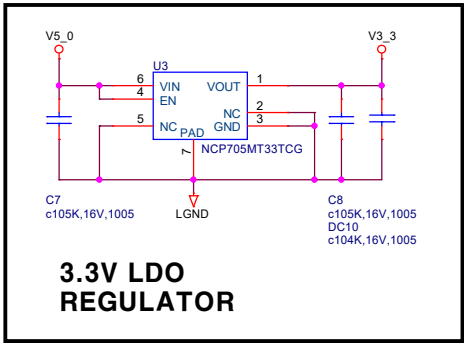 V5_0
V3_3
U3
6 VIN VOUT 1
4 EN
NC 2
5 NC PAD GND 3
7 NCP705MT33TCG
C7
c105K,16V,1005
LGND
C8
c105K,16V,1005
DC10
c104K,16V,1005
3.3V LDO
REGULATOR